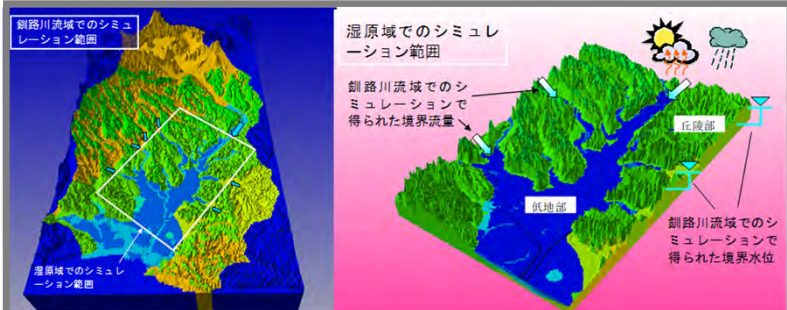 釧路川流域でのシミュ
レーション範囲
湿原域でのシミュレ
ーション範囲
湿原域でのシミュレ
ーション範囲
釧路川流域でのシ
ミュレーションで
得られた境界流量
丘陵部
低地部
釧路川流域でのシ
ミュレーションで
得られた境界水位